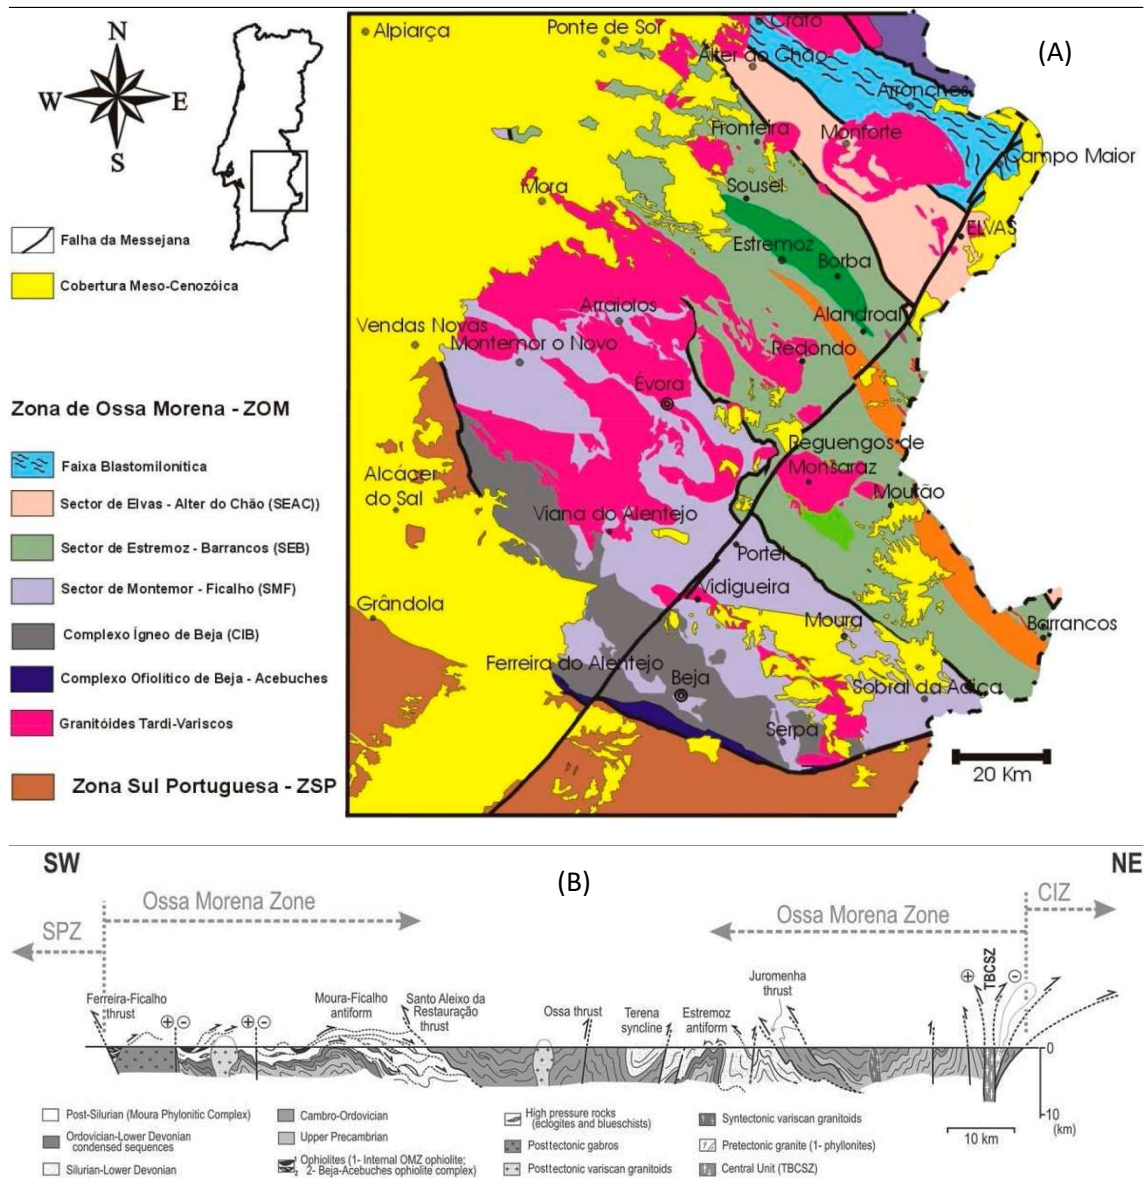 (A)
N
W
E
S
Falha da Messejana
Cobertura Meso-Cenozóica
Zona de Ossa Morena - ZOM
Faixa Blastomilonítica
Sector de Elvas - Alter do Chão (SEAC))
Sector de Estremoz - Barrancos (SEB)
Sector de Montemor - Ficalho (SMF)
Complexo Ígneo de Beja (CIB)
Complexo Ofiolítico de Beja - Acebuches
Granitóides Tardi-Variscos
Zona Sul Portuguesa - ZSP
Alpiarça
Ponte de Sor
Crato
Alter do Chão
Arronches
Fronteira
Monforte
Campo Maior
Mora
Sousel
ELVAS
Estremoz
Borba
Alandroal
Arraiolos
Vendas Novas
Montemor o Novo
Redondo
Évora
Reguengos de
Monsaraz
Mourão
Alcácer
do Sal
Viana do Alentejo
Portel
Vidigueira
Grândola
Moura
Barrancos
Ferreira do Alentejo
Beja
Sobral da Adiça
Serpa
20 Km
SW
NE
(B)
Ossa Morena Zone
CIZ
SPZ
Ossa Morena Zone
TBCSZ
Juromenha
thrust
Ferreira-Ficalho
thrust
Moura-Ficalho
antiform
Santo Aleixo da
Restauração
thrust
Ossa thrust
Terena
syncline
Estremoz
antiform
0
10
(km)
10 km
Post-Silurian (Moura Phylonitic Complex)
Ordovician-Lower Devonian
condensed sequences
Silurian-Lower Devonian
Cambro-Ordovician
Upper Precambrian
Ophiolites (1- Internal OMZ ophiolite;
2- Beja-Acebuches ophiolite complex)
High pressure rocks
(eclogites and blueschists)
Posttectonic gabros
Posttectonic variscan granitoids
Syntectonic variscan granitoids
Pretectonic granite (1- phyllonites)
Central Unit (TBCSZ)